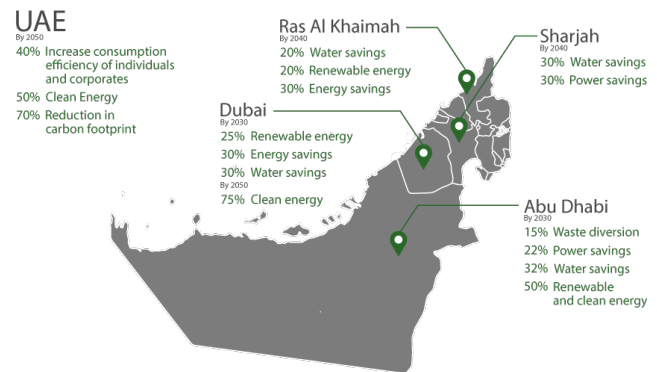 UAE
By 2050
40% Increase consumption
efficiency of individuals
and corporates
50% Clean Energy
70% Reduction in
carbon footprint
Ras Al Khaimah
By 2040
20% Water savings
20% Renewable energy
30% Energy savings
Sharjah
By 2040
30% Water savings
30% Power savings
Dubai
By 2030
25% Renewable energy
30% Energy savings
30% Water savings
By 2050
75% Clean energy
Abu Dhabi
By 2030
15% Waste diversion
22% Power savings
32% Water savings
50% Renewable
and clean energy